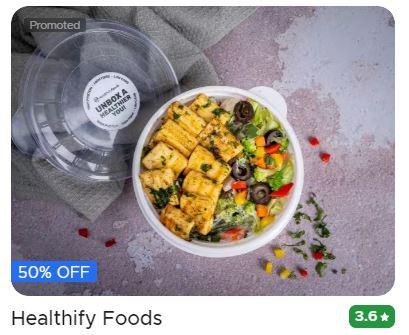 Promoted
UNBOX A
HEALTHIER
YOU!
50% OFF
Healthify Foods
3.6